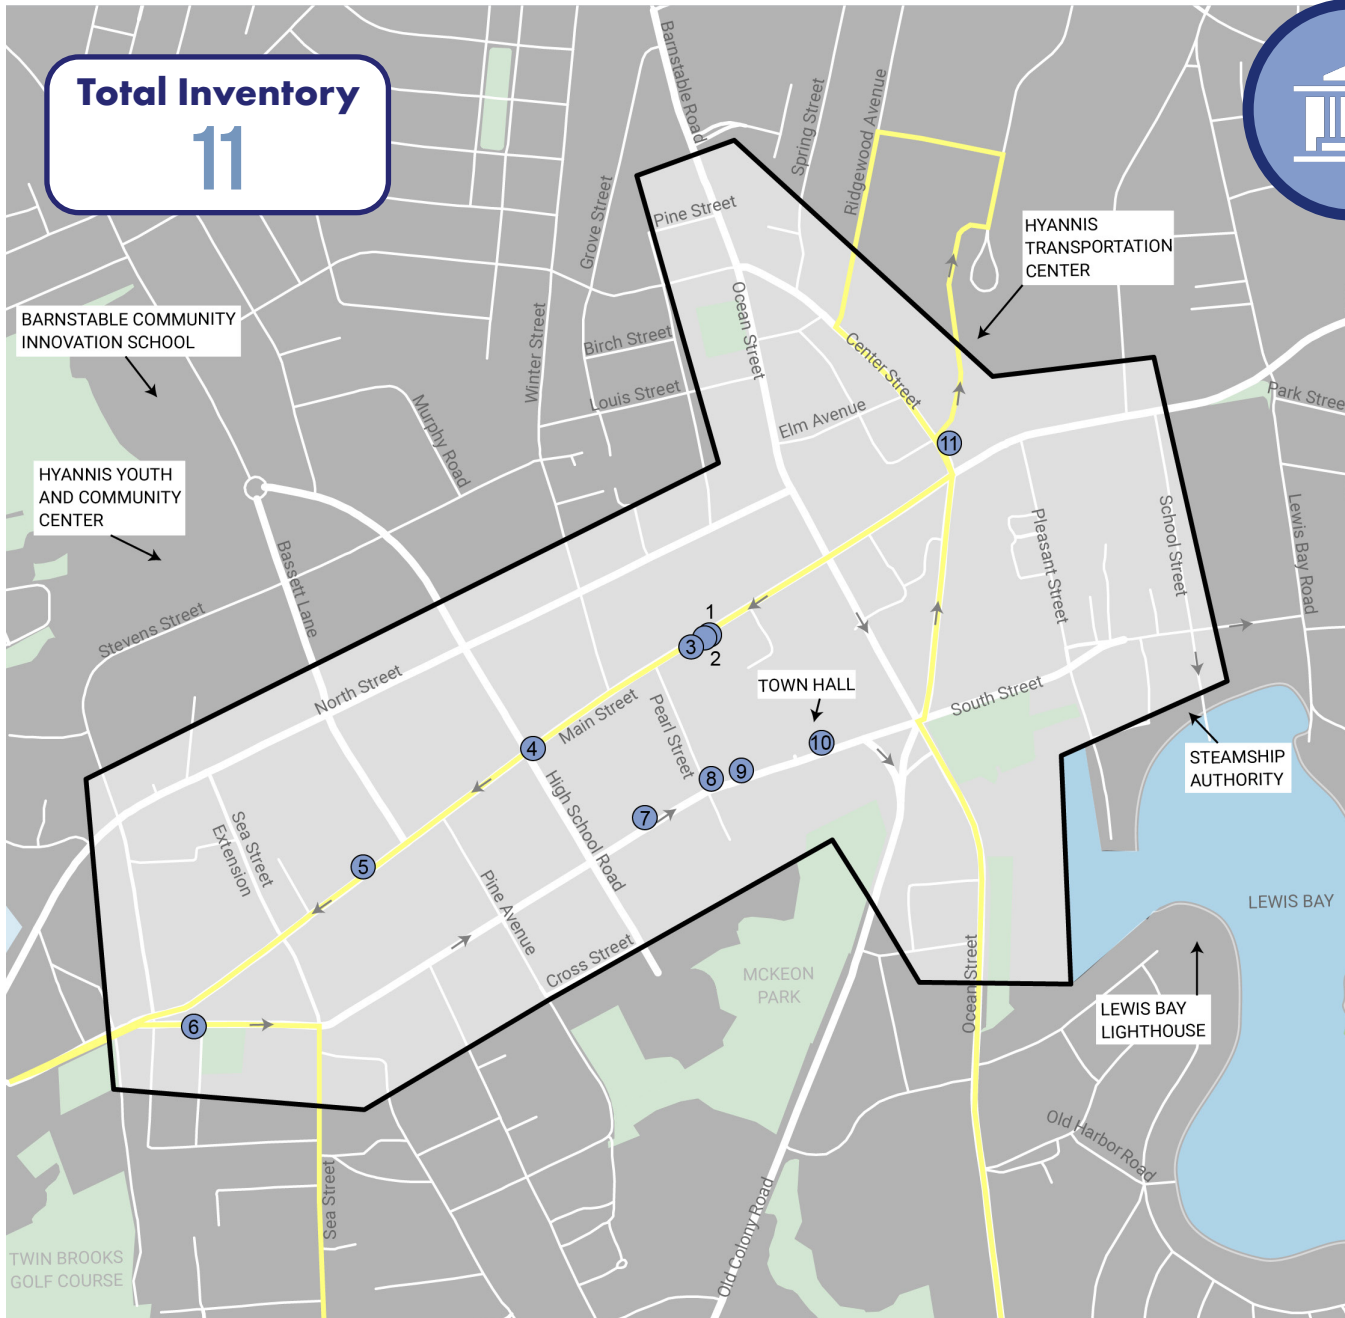 Total Inventory
11
Barnstable Road
Spring Street
Ridgewood Avenue
Grove Street
Pine Street
HYANNIS
TRANSPORTATION
CENTER
BARNSTABLE COMMUNITY
INNOVATION SCHOOL
Winter Street
Birch Street
Ocean Street
Center Street
Louis Street
Murphy Road
Elm Avenue
Park Stree
11
HYANNIS YOUTH
AND COMMUNITY
CENTER
Bassett Lane
Pleasant Street
School Street
Lewis Bay Road
Stevens Street
1
3
2
North Street
Main Street
Pearl Street
TOWN HALL
South Street
4
10
STEAMSHIP
AUTHORITY
8
9
7
High School Road
Sea Street
Extension
5
Pine Avenue
LEWIS BAY
Cross Street
MCKEON
PARK
Ocean Street
LEWIS BAY
LIGHTHOUSE
6
Old Harbor Road
Sea Street
Old Colony Road
TWIN BROOKS
GOLF COURSE